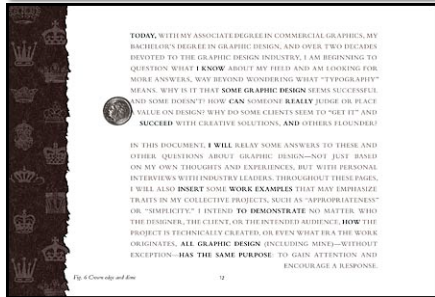 TODAY, WITH MY ASSOCIATE DEGREE IN COMMERCIAL GRAPHICS, MY
BACHELOR'S DEGREE IN GRAPHIC DESIGN, AND OVER TWO DECADES
DEVOTED TO THE GRAPHIC DESIGN INDUSTRY, I AM BEGINNING TO
QUESTION WHAT I KNOW ABOUT MY FIELD AND AM LOOKING FOR
MORE ANSWERS, WAY BEYOND WONDERING WHAT "TYPOGRAPHY"
MEANS. WHY IS IT THAT SOME GRAPHIC DESIGN SEEMS SUCCESSFUL
AND SOME DOESN'T? HOW CAN SOMEONE REALLY JUDGE OR PLACE
VALUE ON DESIGN? WHY DO SOME CLIENTS SEEM TO "GET IT" AND
SUCCEED WITH CREATIVE SOLUTIONS, AND OTHERS FLOUNDER?
IN THIS DOCUMENT, I WILL RELAY SOME ANSWERS TO THESE AND
OTHER QUESTIONS ABOUT GRAPHIC DESIGN—NOT JUST BASED
ON MY OWN THOUGHTS AND EXPERIENCES, BUT WITH PERSONAL
INTERVIEWS WITH INDUSTRY LEADERS. THROUGHOUT THESE PAGES,
I WILL ALSO INSERT SOME WORK EXAMPLES THAT MAY EMPHASIZE
TRAITS IN MY COLLECTIVE PROJECTS, SUCH AS "APPROPRIATENESS"
OR "SIMPLICITY." I INTEND TO DEMONSTRATE NO MATTER WHO
THE DESIGNER, THE CLIENT, OR THE INTENDED AUDIENCE, HOW THE
PROJECT IS TECHNICALLY CREATED, OR EVEN WHAT ERA THE WORK
ORIGINATES, ALL GRAPHIC DESIGN (INCLUDING MINE)—WITHOUT
EXCEPTION—HAS THE SAME PURPOSE: TO GAIN ATTENTION AND
ENCOURAGE A RESPONSE.
Fig. 6 Crown edge and dime